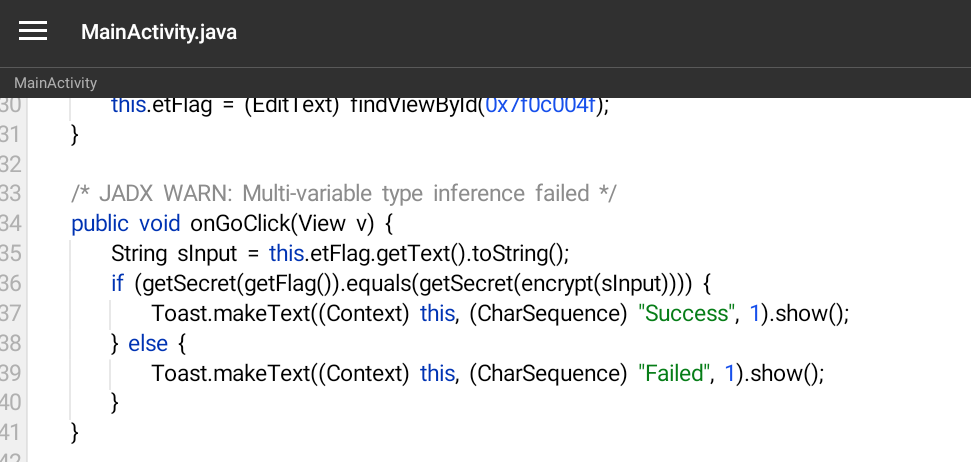 MainActivity.java
MainActivity
30 this.etFlag = (EditText) findViewById(0x7f0c004f);
31 }
32
33 /* JADX WARN: Multi-variable type inference failed */
34 public void onGoClick(View v) {
35 String sInput = this.etFlag.getText().toString();
36 if (getSecret(getFlag()).equals(getSecret(encrypt(sInput)))) {
37 Toast.makeText((Context) this, (CharSequence) "Success", 1).show();
38 } else {
39 Toast.makeText((Context) this, (CharSequence) "Failed", 1).show();
40 }
41 }
42